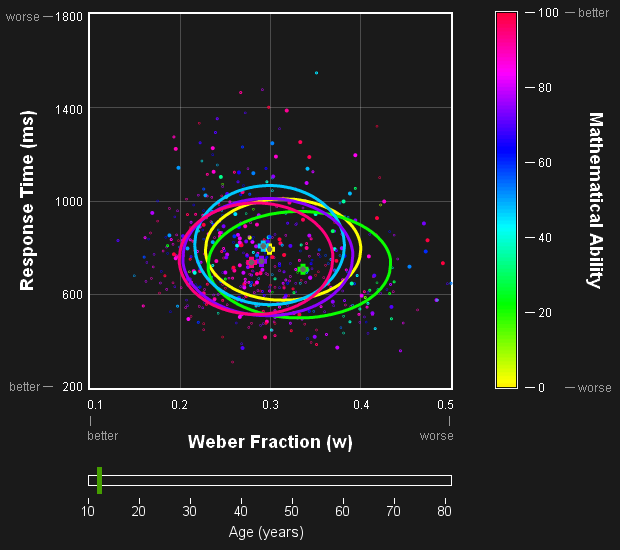 worse
1800
1400
1000
600
200
better
Response Time (ms)
0.1
0.2
0.3
0.4
0.5
better
worse
Weber Fraction (w)
100
better
80
60
40
20
0
worse
Mathematical Ability
10
20
30
40
50
60
70
80
Age (years)